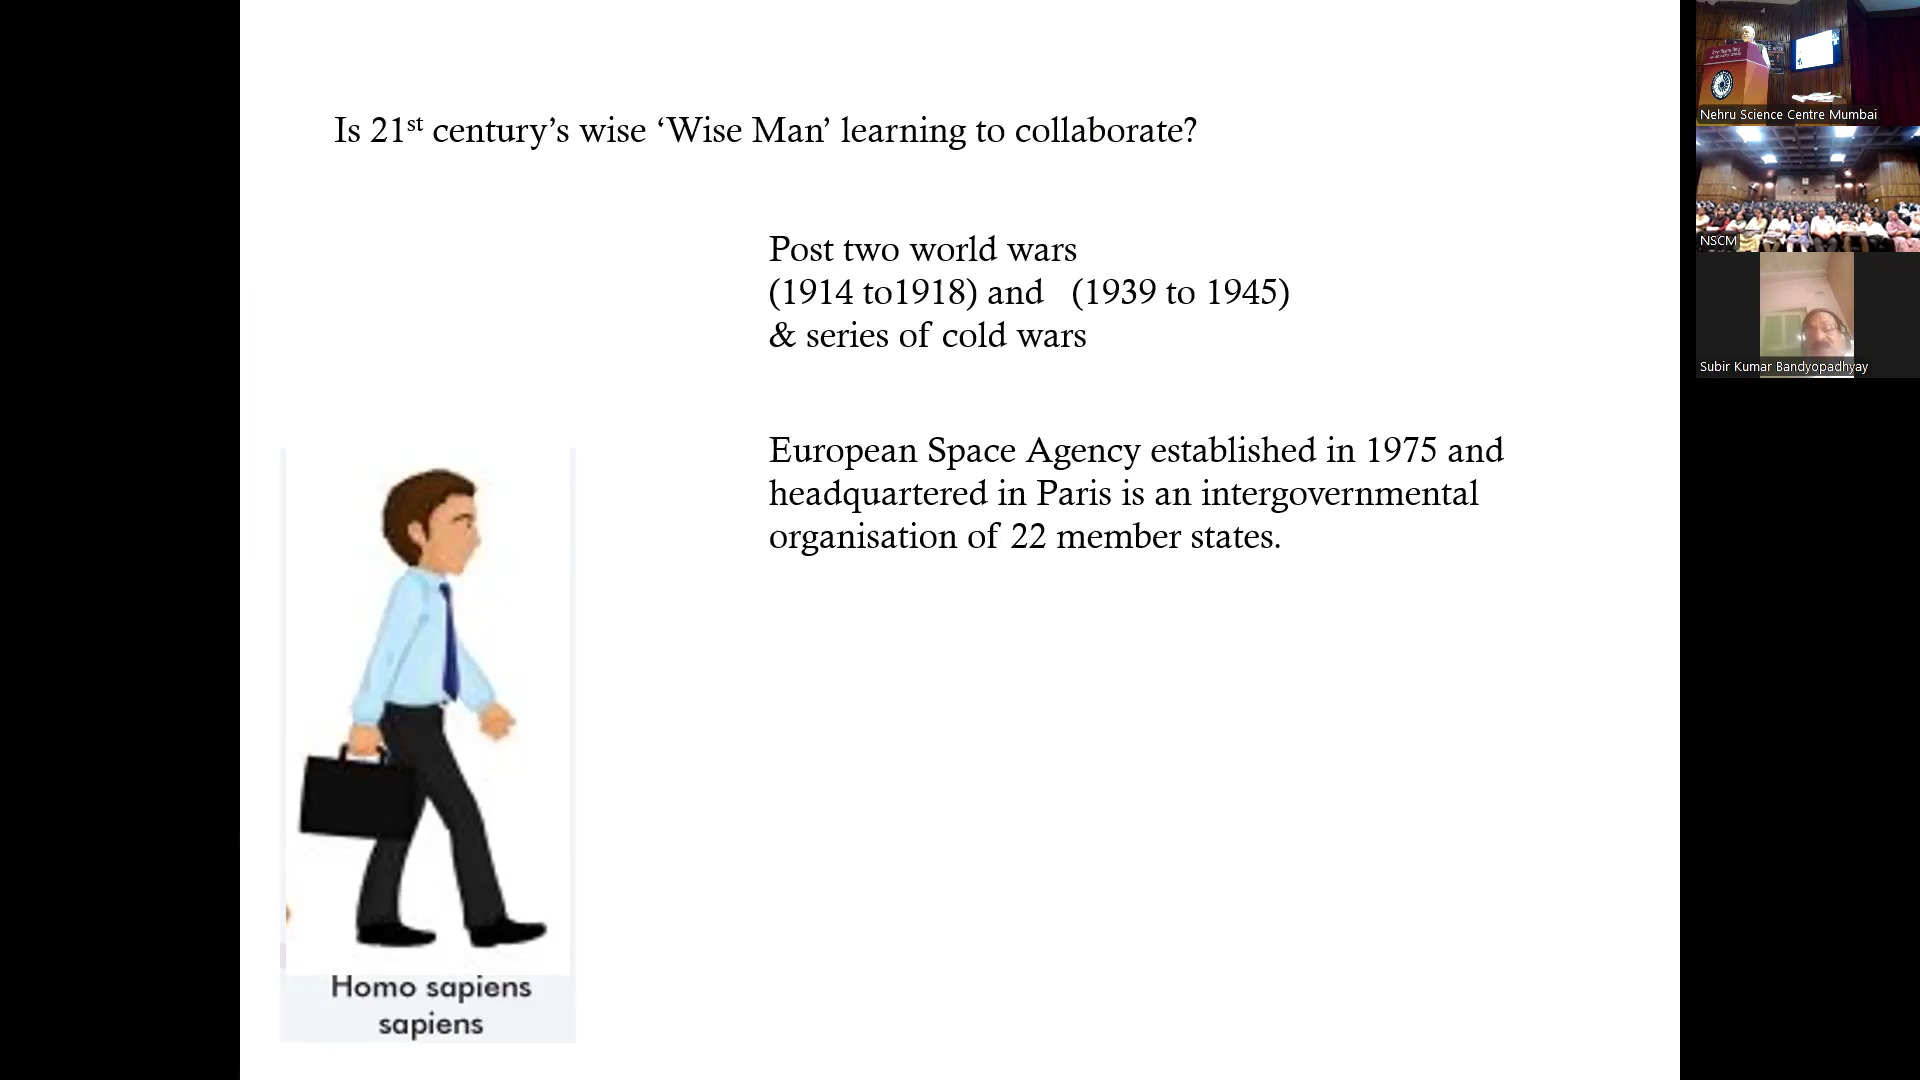 Is 21st century’s wise ‘Wise Man’ learning to collaborate?
Post two world wars
(1914 to1918) and (1939 to 1945)
& series of cold wars
European Space Agency established in 1975 and
headquartered in Paris is an intergovernmental
organisation of 22 member states.
Homo sapiens
sapiens
Nehru Science Centre Mumbai
NSCM
Subir Kumar Bandyopadhyay